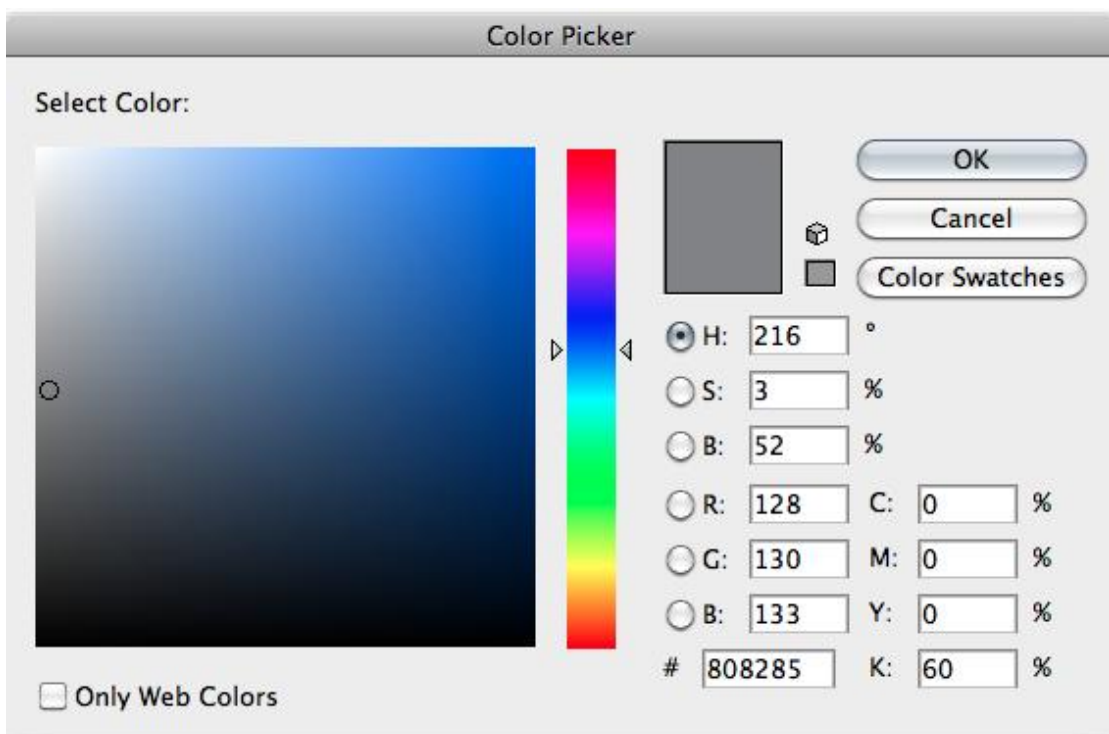 Color Picker
Select Color:
OK
Cancel
Color Swatches
H: 216 °
S: 3 %
B: 52 %
R: 128 C: 0 %
G: 130 M: 0 %
B: 133 Y: 0 %
# 808285 K: 60 %
Only Web Colors